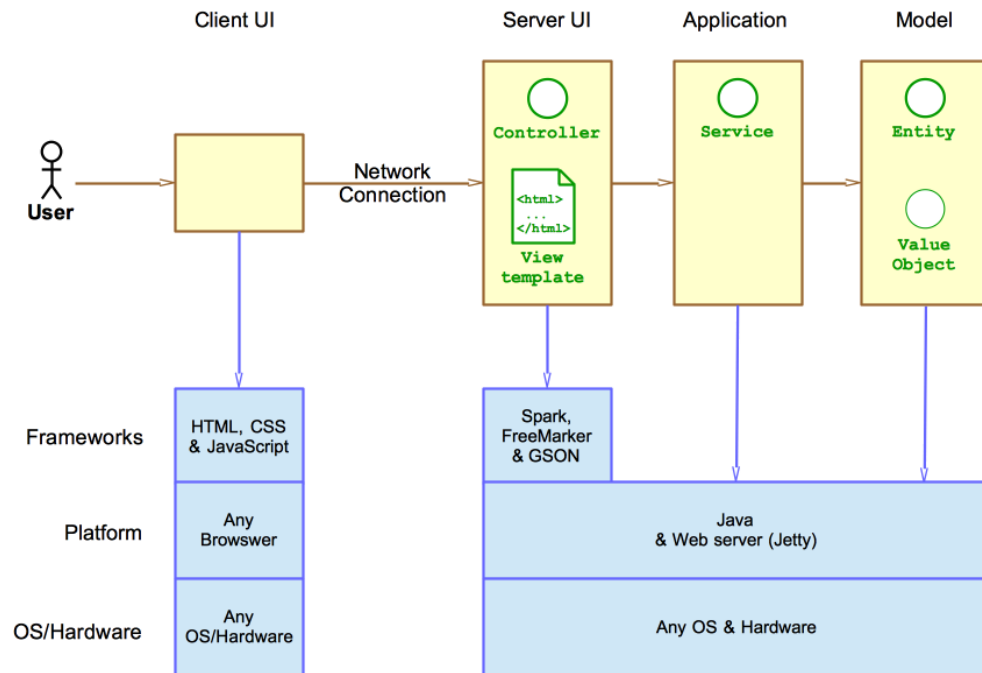 Client UI
Server UI
Application
Model
Controller
Service
Entity
User
Network
Connection
<html>
...
</html>
View
template
Value
Object
Frameworks
HTML, CSS
& JavaScript
Spark,
FreeMarker
& GSON
Platform
Any
Browswer
Java
& Web server (Jetty)
OS/Hardware
Any
OS/Hardware
Any OS & Hardware